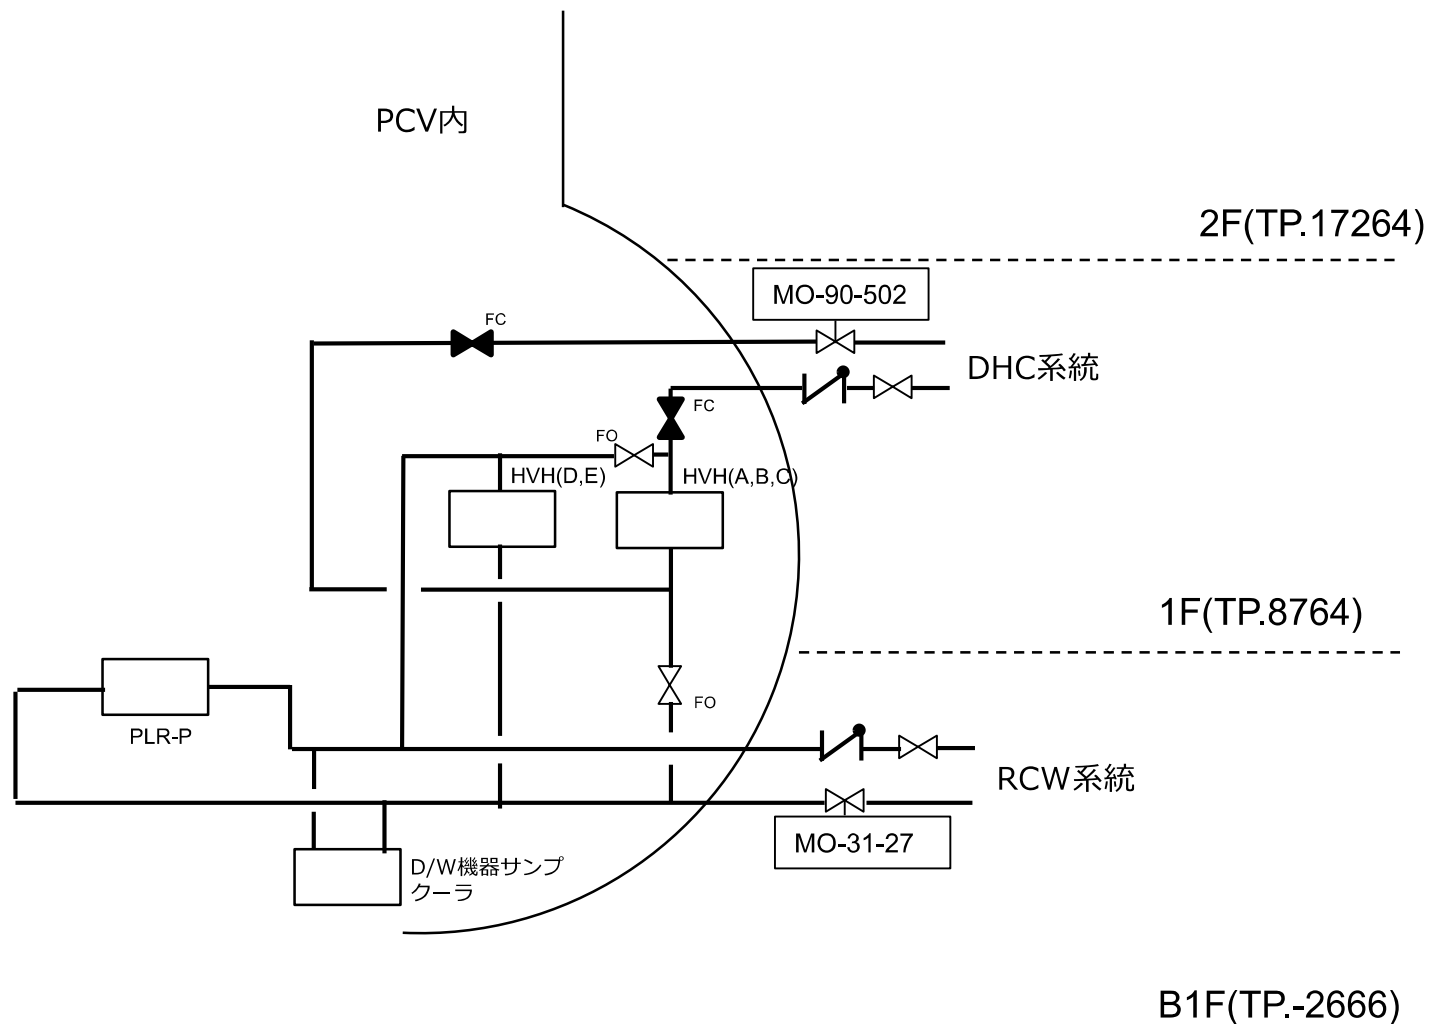 PCV内
2F(TP.17264)
MO-90-502
FC
DHC系統
FC
FO
HVH(D,E)
HVH(A,B,C)
1F(TP.8764)
FO
PLR-P
RCW系統
MO-31-27
D/W機器サンプ
クーラ
B1F(TP.-2666)